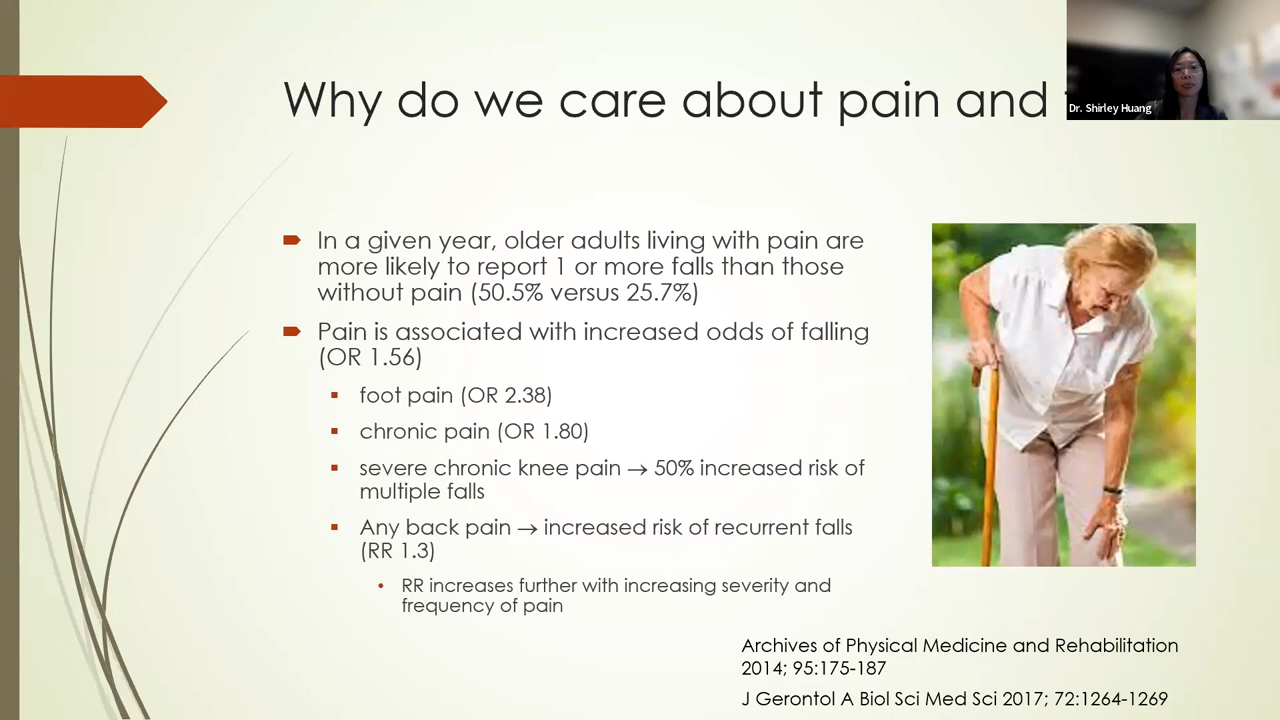 Why do we care about pain and
Dr. Shirley Huang
In a given year, older adults living with pain are
more likely to report 1 or more falls than those
without pain (50.5% versus 25.7%)
Pain is associated with increased odds of falling
(OR 1.56)
foot pain (OR 2.38)
chronic pain (OR 1.80)
severe chronic knee pain → 50% increased risk of
multiple falls
Any back pain → increased risk of recurrent falls
(RR 1.3)
RR increases further with increasing severity and
frequency of pain
Archives of Physical Medicine and Rehabilitation
2014; 95:175-187
J Gerontol A Biol Sci Med Sci 2017; 72:1264-1269